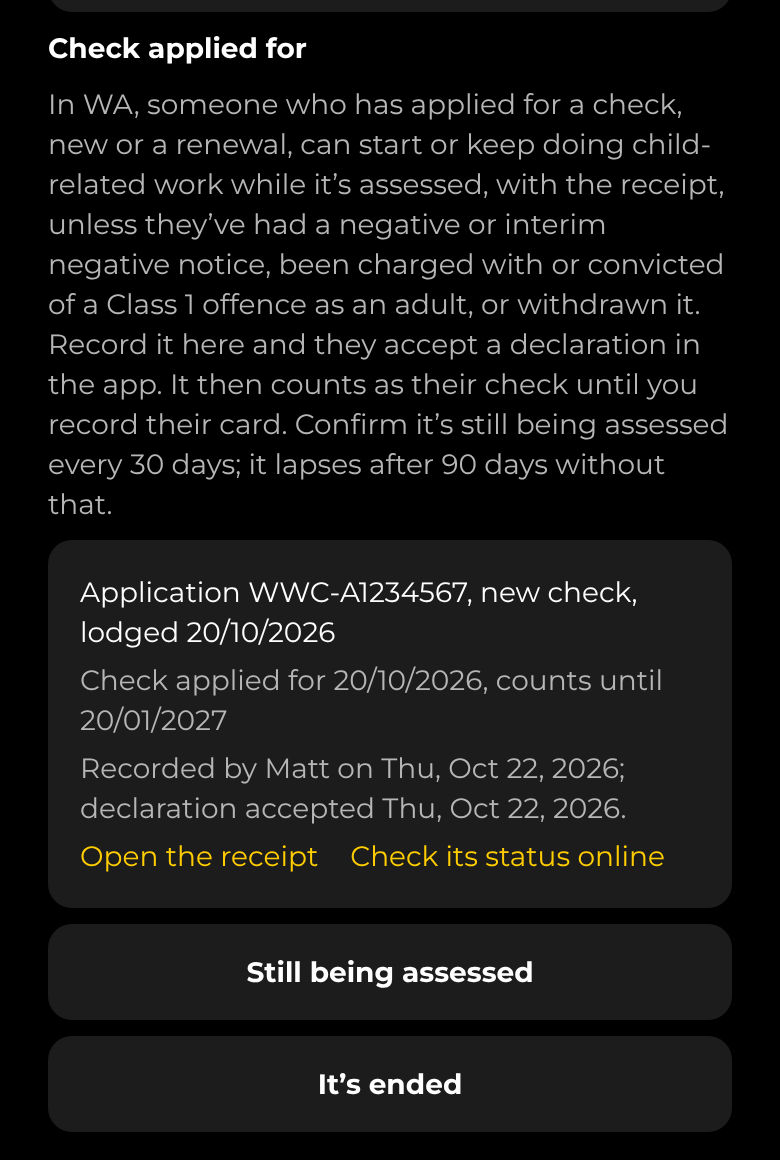 Check applied for
In WA, someone who has applied for a check,
new or a renewal, can start or keep doing child-
related work while it’s assessed, with the receipt,
unless they’ve had a negative or interim
negative notice, been charged with or convicted
of a Class 1 offence as an adult, or withdrawn it.
Record it here and they accept a declaration in
the app. It then counts as their check until you
record their card. Confirm it’s still being assessed
every 30 days; it lapses after 90 days without
that.
Application WWC-A1234567, new check,
lodged 20/10/2026
Check applied for 20/10/2026, counts until
20/01/2027
Recorded by Matt on Thu, Oct 22, 2026;
declaration accepted Thu, Oct 22, 2026.
Open the receipt Check its status online
Still being assessed
It’s ended